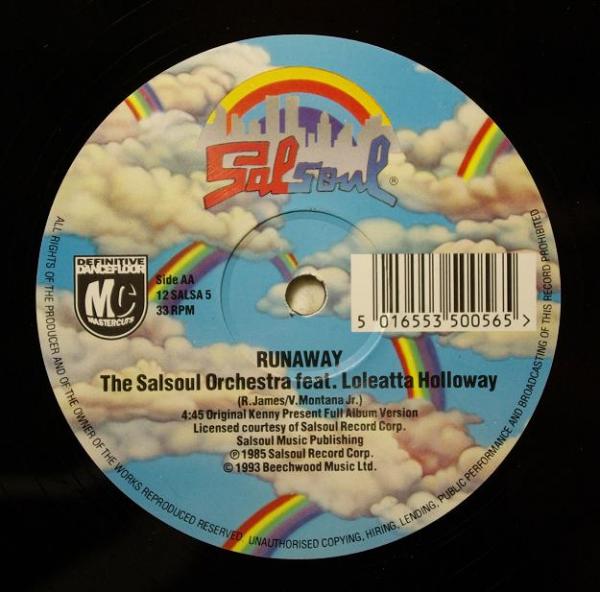 Salsoul®
DEFINITIVE
DANCEFLOOR
MC
MASTERCUTS
Side AA
12 SALSA 5
33 RPM
5 016553 500565 >
RUNAWAY
The Salsoul Orchestra feat. Loleatta Holloway
(R.James/V.Montana Jr.)
4:45 Original Kenny Present Full Album Version
Licensed courtesy of Salsoul Record Corp.
Salsoul Music Publishing
℗ 1985 Salsoul Record Corp.
© 1993 Beechwood Music Ltd.
ALL RIGHTS OF THE PRODUCER AND OF THE OWNER OF THE WORKS REPRODUCED RESERVED. UNAUTHORISED COPYING, HIRING, LENDING, PUBLIC PERFORMANCE AND BROADCASTING OF THIS RECORD PROHIBITED